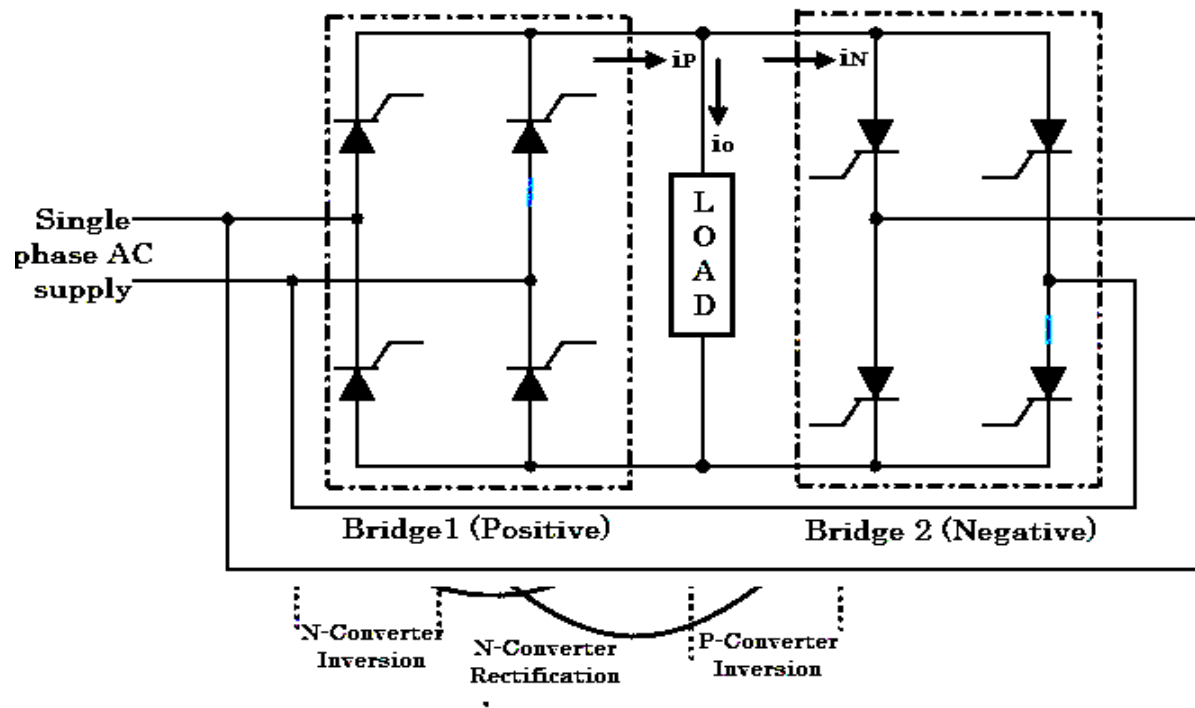 iP
iN
io
L
O
A
D
Single
phase AC
supply
Bridge1 (Positive)
Bridge 2 (Negative)
N-Converter
Inversion
N-Converter
Rectification
P-Converter
Inversion